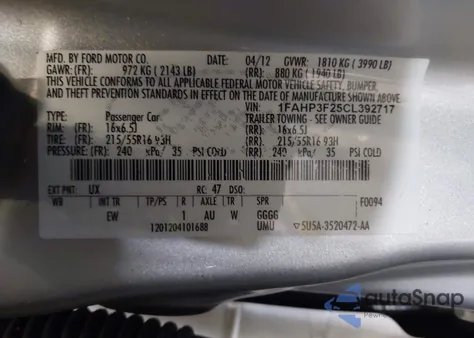 MFD. BY FORD MOTOR CO.
DATE: 04/12 GVWR: 1810 KG ( 3990 LB)
GAWR: (FR): 972 KG ( 2143 LB) (RR): 880 KG ( 1940 LB)
THIS VEHICLE CONFORMS TO ALL APPLICABLE FEDERAL MOTOR VEHICLE SAFETY, BUMPER,
AND THEFT PREVENTION STANDARDS IN EFFECT ON THE DATE OF MANUFACTURE SHOWN ABOVE.
VIN: 1FAHP3F25CL392717
TYPE: Passenger Car TRAILER TOWING - SEE OWNER GUIDE
RIM: (FR): 16x6.5J (RR): 16x6.5J
TIRE: (FR): 215/55R16 93H (RR): 215/55R16 93H
PRESSURE: (FR): 240 kPa/ 35 PSI COLD (RR): 240 kPa/ 35 PSI COLD
EXT PNT: UX RC: 47 DSO:
WB INT TR TP/PS R AXLE TR SPR F0094
EW 1 AU W GGGG
1201204101688 UMU ▽5U5A-3520472-AA
autoSnap